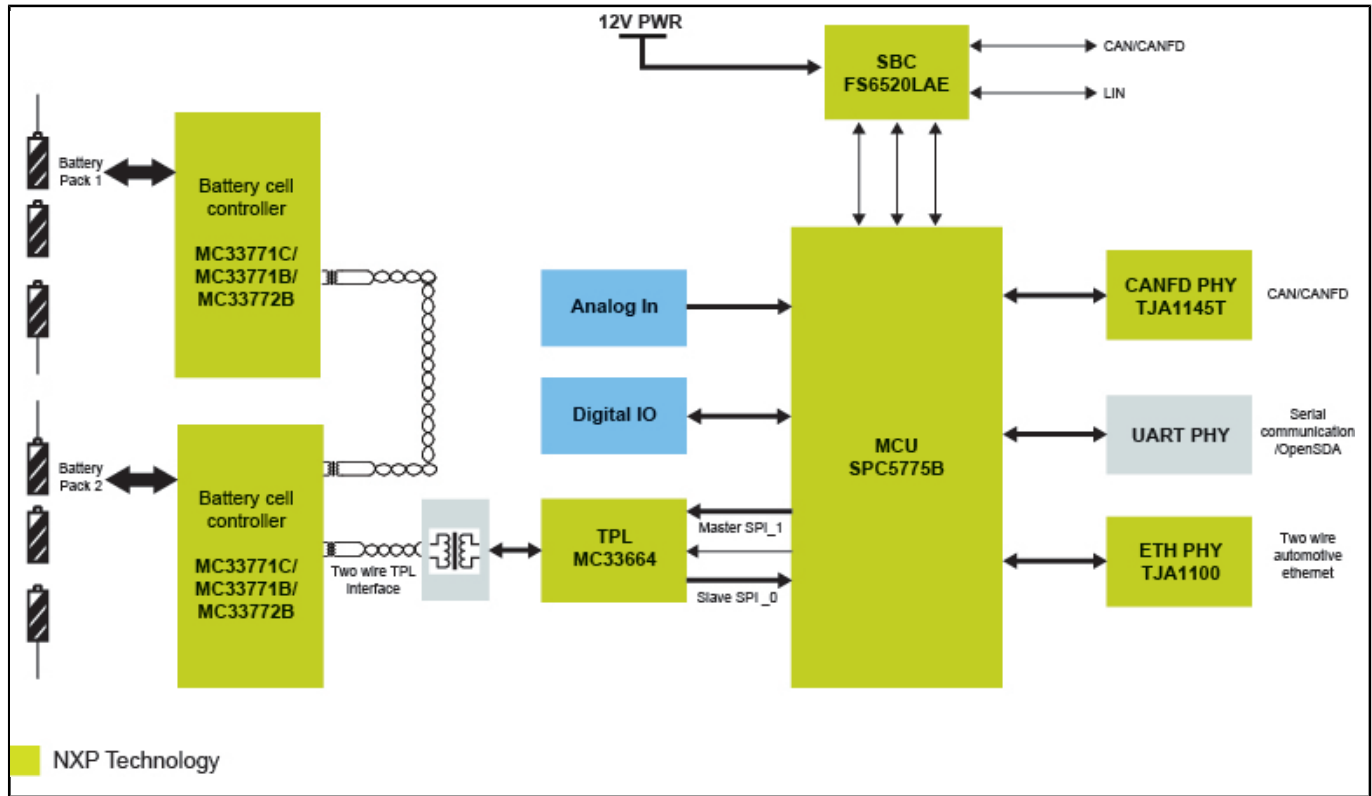 12V PWR
SBC
FS6520LAE
CAN/CANFD
LIN
Battery
Pack 1
Battery cell
controller
MC33771C/
MC33771B/
MC33772B
Analog In
Digital IO
MCU
SPC5775B
CANFD PHY
TJA1145T
CAN/CANFD
UART PHY
Serial
communication
/OpenSDA
Battery
Pack 2
Battery cell
controller
MC33771C/
MC33771B/
MC33772B
Two wire TPL
Interface
TPL
MC33664
Master SPI_1
Slave SPI _0
ETH PHY
TJA1100
Two wire
automotive
ethernet
NXP Technology